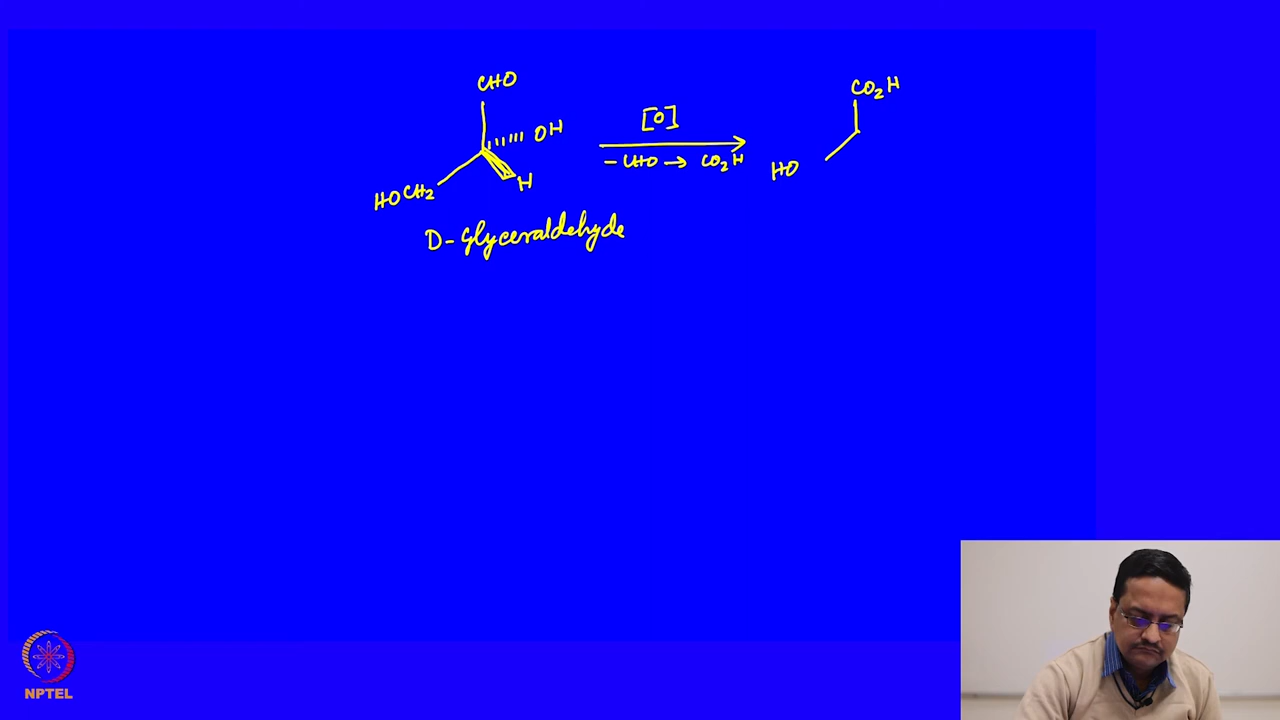 CHO
OH
HOCH₂
H
D-Glyceraldehyde
[O]
-CHO → CO₂H
CO₂H
HO
NPTEL